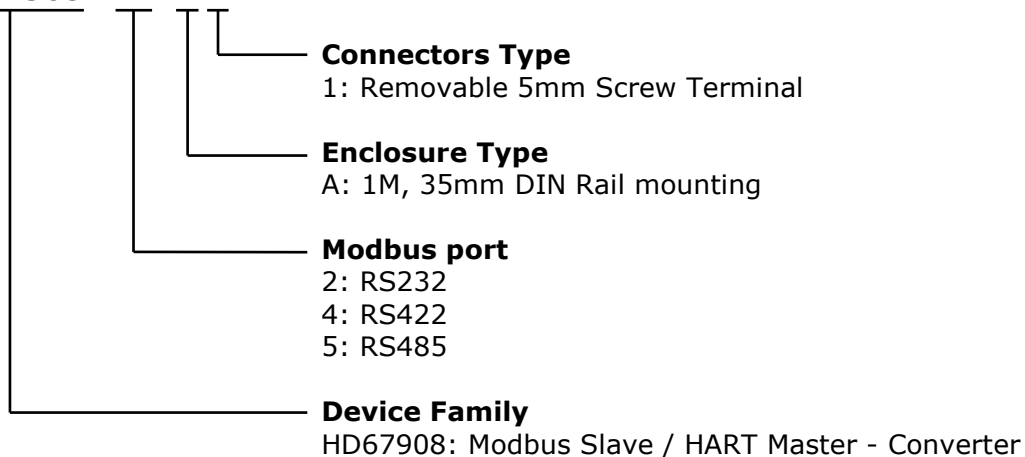 Connectors Type
1: Removable 5mm Screw Terminal
Enclosure Type
A: 1M, 35mm DIN Rail mounting
Modbus port
2: RS232
4: RS422
5: RS485
Device Family
HD67908: Modbus Slave / HART Master - Converter